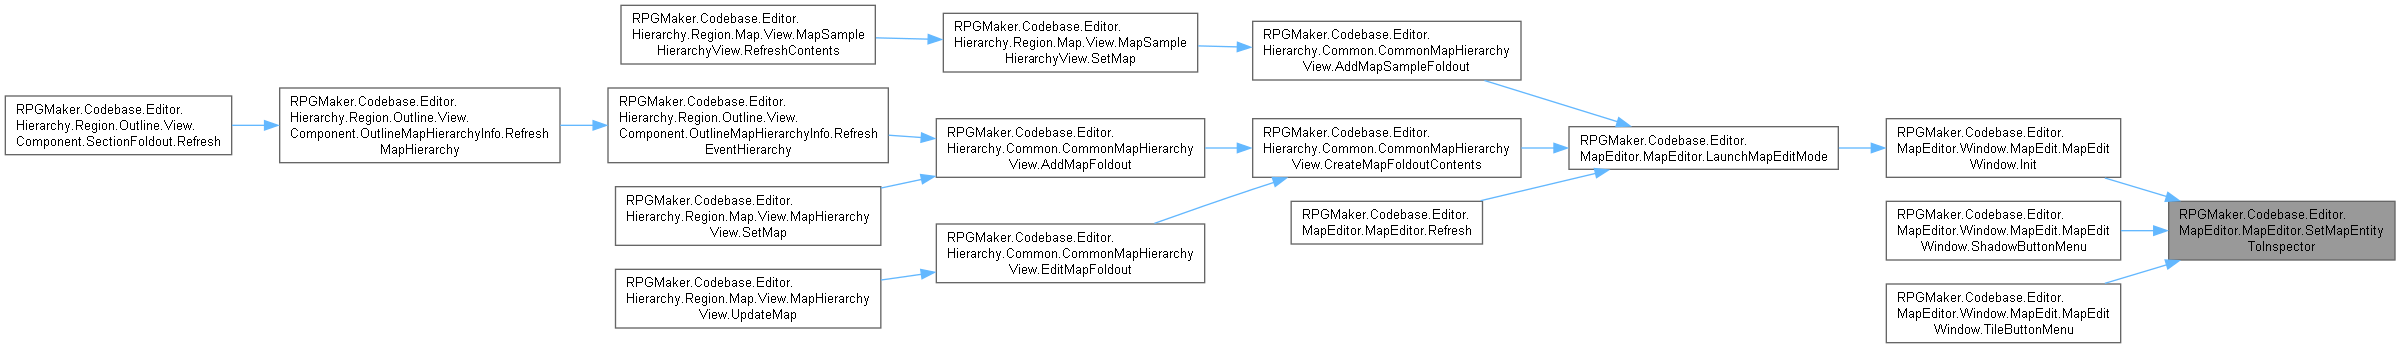 RPGMaker.Codebase.Editor.
Hierarchy.Region.Map.View.MapSample
HierarchyView.RefreshContents
RPGMaker.Codebase.Editor.
Hierarchy.Region.Map.View.MapSample
HierarchyView.SetMap
RPGMaker.Codebase.Editor.
Hierarchy.Common.CommonMapHierarchy
View.AddMapSampleFoldout
RPGMaker.Codebase.Editor.
Hierarchy.Region.Outline.View.
Component.SectionFoldout.Refresh
RPGMaker.Codebase.Editor.
Hierarchy.Region.Outline.View.
Component.OutlineMapHierarchyInfo.Refresh
MapHierarchy
RPGMaker.Codebase.Editor.
Hierarchy.Region.Outline.View.
Component.OutlineMapHierarchyInfo.Refresh
EventHierarchy
RPGMaker.Codebase.Editor.
Hierarchy.Common.CommonMapHierarchy
View.AddMapFoldout
RPGMaker.Codebase.Editor.
Hierarchy.Common.CommonMapHierarchy
View.CreateMapFoldoutContents
RPGMaker.Codebase.Editor.
MapEditor.MapEditor.LaunchMapEditMode
RPGMaker.Codebase.Editor.
MapEditor.Window.MapEdit.MapEdit
Window.Init
RPGMaker.Codebase.Editor.
Hierarchy.Region.Map.View.MapHierarchy
View.SetMap
RPGMaker.Codebase.Editor.
Hierarchy.Common.CommonMapHierarchy
View.EditMapFoldout
RPGMaker.Codebase.Editor.
MapEditor.MapEditor.Refresh
RPGMaker.Codebase.Editor.
MapEditor.Window.MapEdit.MapEdit
Window.ShadowButtonMenu
RPGMaker.Codebase.Editor.
MapEditor.MapEditor.SetMapEntity
ToInspector
RPGMaker.Codebase.Editor.
Hierarchy.Region.Map.View.MapHierarchy
View.UpdateMap
RPGMaker.Codebase.Editor.
MapEditor.Window.MapEdit.MapEdit
Window.TileButtonMenu